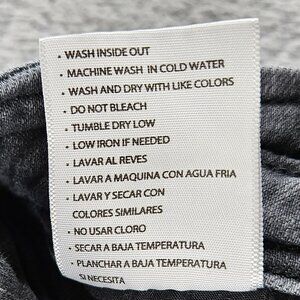 • WASH INSIDE OUT
• MACHINE WASH IN COLD WATER
• WASH AND DRY WITH LIKE COLORS
• DO NOT BLEACH
• TUMBLE DRY LOW
• LOW IRON IF NEEDED
• LAVAR AL REVES
• LAVAR A MAQUINA CON AGUA FRIA
• LAVAR Y SECAR CON
COLORES SIMILARES
• NO USAR CLORO
• SECAR A BAJA TEMPERATURA
• PLANCHAR A BAJA TEMPERATURA
SI NECESITA